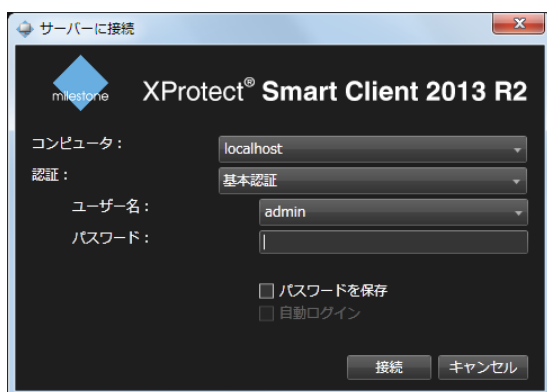 サーバーに接続
milestone
XProtect® Smart Client 2013 R2
コンピュータ：
localhost
認証：
基本認証
ユーザー名：
admin
パスワード：
パスワードを保存
自動ログイン
接続
キャンセル